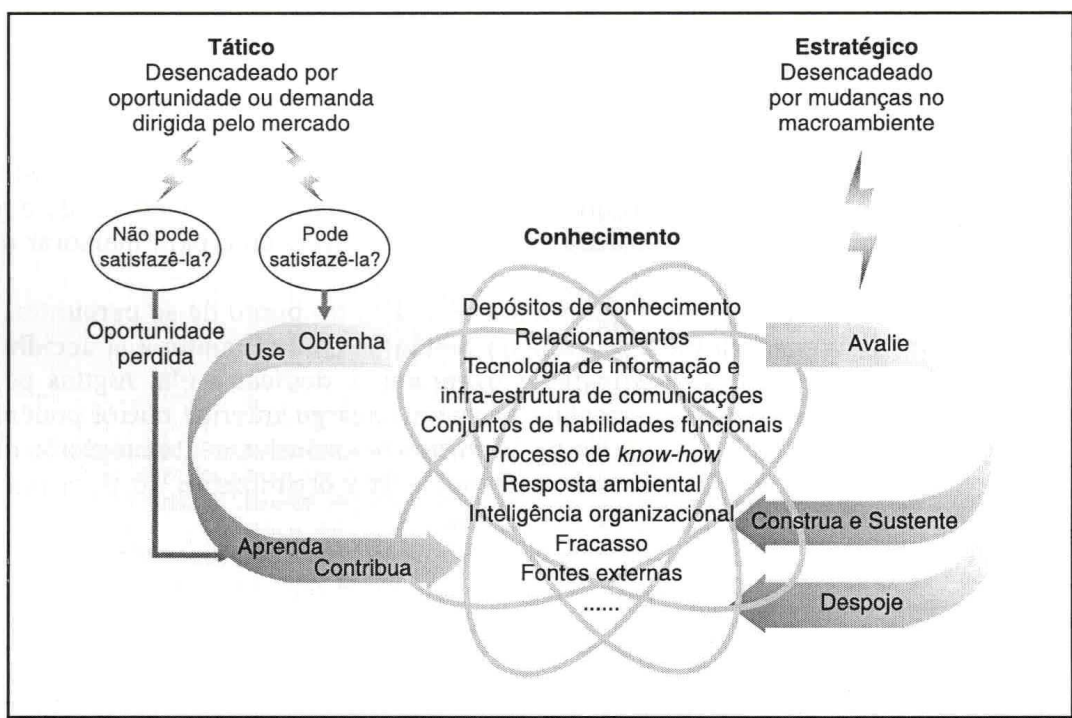 Tático
Desencadeado por
oportunidade ou demanda
dirigida pelo mercado
Estratégico
Desencadeado
por mudanças no
macroambiente
Não pode
satisfazê-la?
Pode
satisfazê-la?
Oportunidade
perdida
Use
Obtenha
Aprenda
Contribua
Conhecimento
Depósitos de conhecimento
Relacionamentos
Tecnologia de informação e
infra-estrutura de comunicações
Conjuntos de habilidades funcionais
Processo de know-how
Resposta ambiental
Inteligência organizacional
Fracasso
Fontes externas
......
Avalie
Construa e Sustente
Despoje